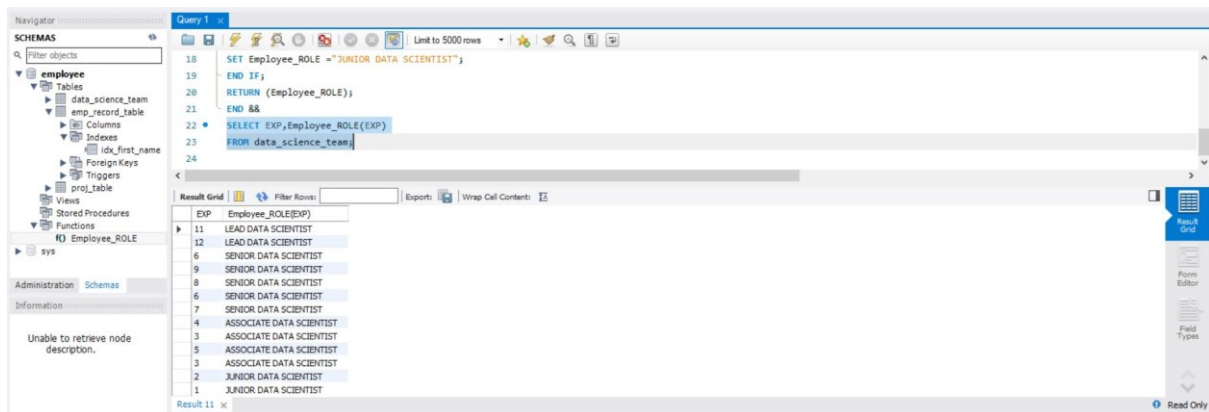 Navigator
SCHEMAS
Filter objects
employee
Tables
data_science_team
emp_record_table
Columns
Indexes
idx_first_name
Foreign Keys
Triggers
proj_table
Views
Stored Procedures
Functions
f() Employee_ROLE
sys
Administration Schemas
Information
Unable to retrieve node
description.
Query 1
Limit to 5000 rows
18 SET Employee_ROLE ="JUNIOR DATA SCIENTIST";
19 END IF;
20 RETURN (Employee_ROLE);
21 END &&
22 SELECT EXP,Employee_ROLE(EXP)
23 FROM data_science_team;
24
Result Grid Filter Rows: Export: Wrap Cell Content:
EXP Employee_ROLE(EXP)
11 LEAD DATA SCIENTIST
12 LEAD DATA SCIENTIST
6 SENIOR DATA SCIENTIST
9 SENIOR DATA SCIENTIST
8 SENIOR DATA SCIENTIST
6 SENIOR DATA SCIENTIST
7 SENIOR DATA SCIENTIST
4 ASSOCIATE DATA SCIENTIST
3 ASSOCIATE DATA SCIENTIST
5 ASSOCIATE DATA SCIENTIST
3 ASSOCIATE DATA SCIENTIST
2 JUNIOR DATA SCIENTIST
1 JUNIOR DATA SCIENTIST
Result 11
Result
Grid
Form
Editor
Field
Types
Read Only